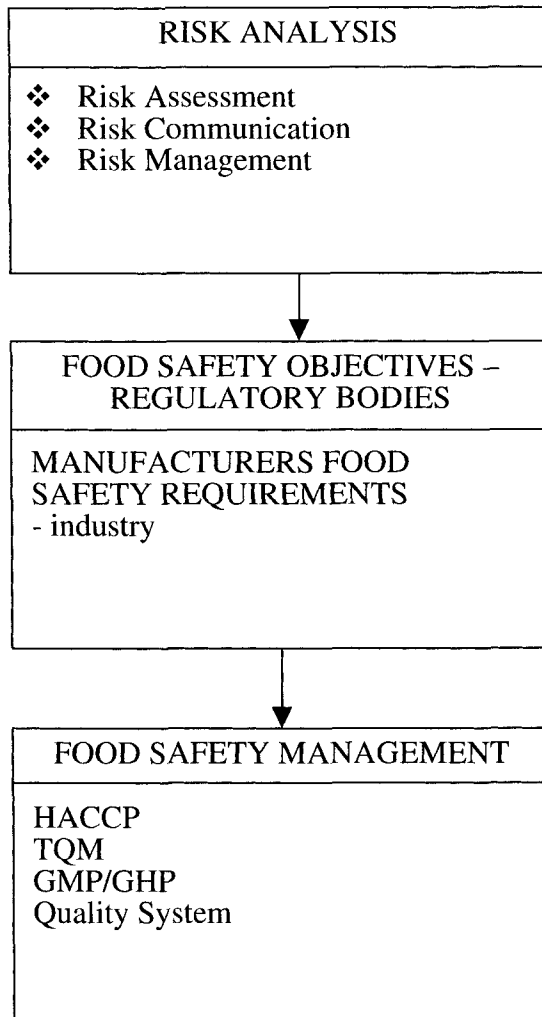 RISK ANALYSIS
❖ Risk Assessment
❖ Risk Communication
❖ Risk Management
FOOD SAFETY OBJECTIVES –
REGULATORY BODIES
MANUFACTURERS FOOD
SAFETY REQUIREMENTS
- industry
FOOD SAFETY MANAGEMENT
HACCP
TQM
GMP/GHP
Quality System